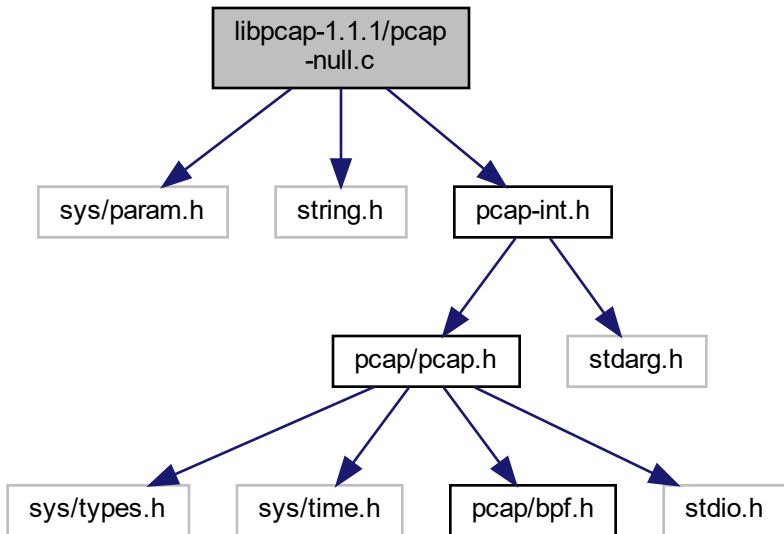 libpcap-1.1.1/pcap
-null.c
sys/param.h
string.h
pcap-int.h
pcap/pcap.h
stdarg.h
sys/types.h
sys/time.h
pcap/bpf.h
stdio.h